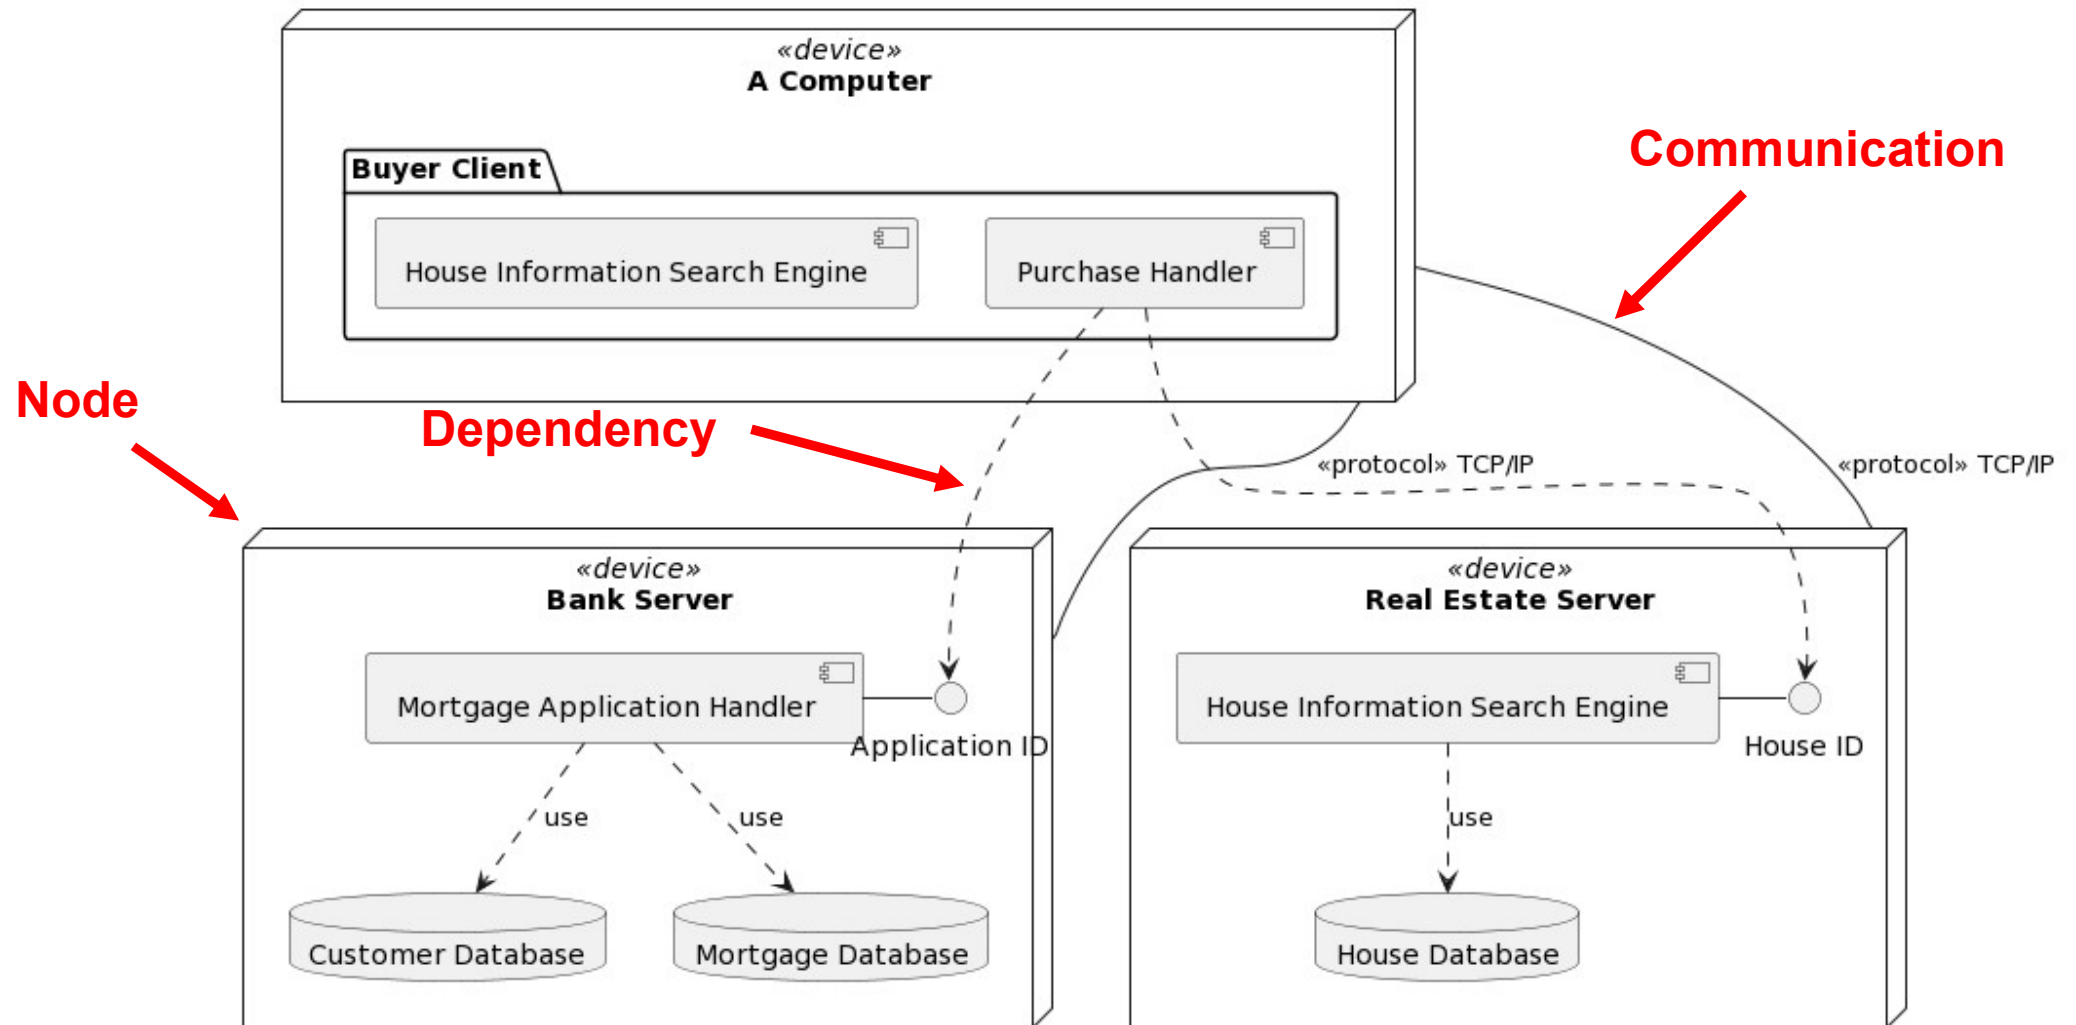 «device»
A Computer
Communication
Buyer Client
House Information Search Engine
Purchase Handler
Node
Dependency
«protocol» TCP/IP
«protocol» TCP/IP
«device»
Bank Server
«device»
Real Estate Server
Mortgage Application Handler
House Information Search Engine
Application ID
House ID
use
use
use
Customer Database
Mortgage Database
House Database